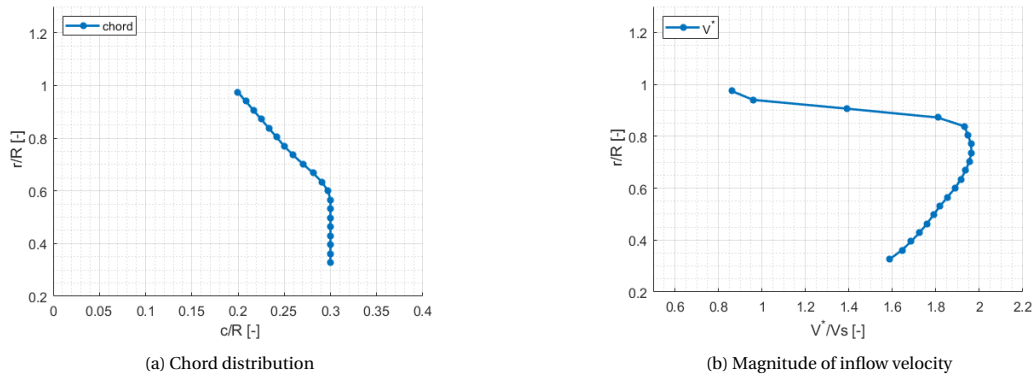 chord
1.2
1
0.8
0.6
0.4
0.2
r/R [-]
0 0.05 0.1 0.15 0.2 0.25 0.3 0.35 0.4
c/R [-]
(a) Chord distribution
V*
1.2
1
0.8
0.6
0.4
0.2
r/R [-]
0.6 0.8 1 1.2 1.4 1.6 1.8 2 2.2
V*/Vs [-]
(b) Magnitude of inflow velocity